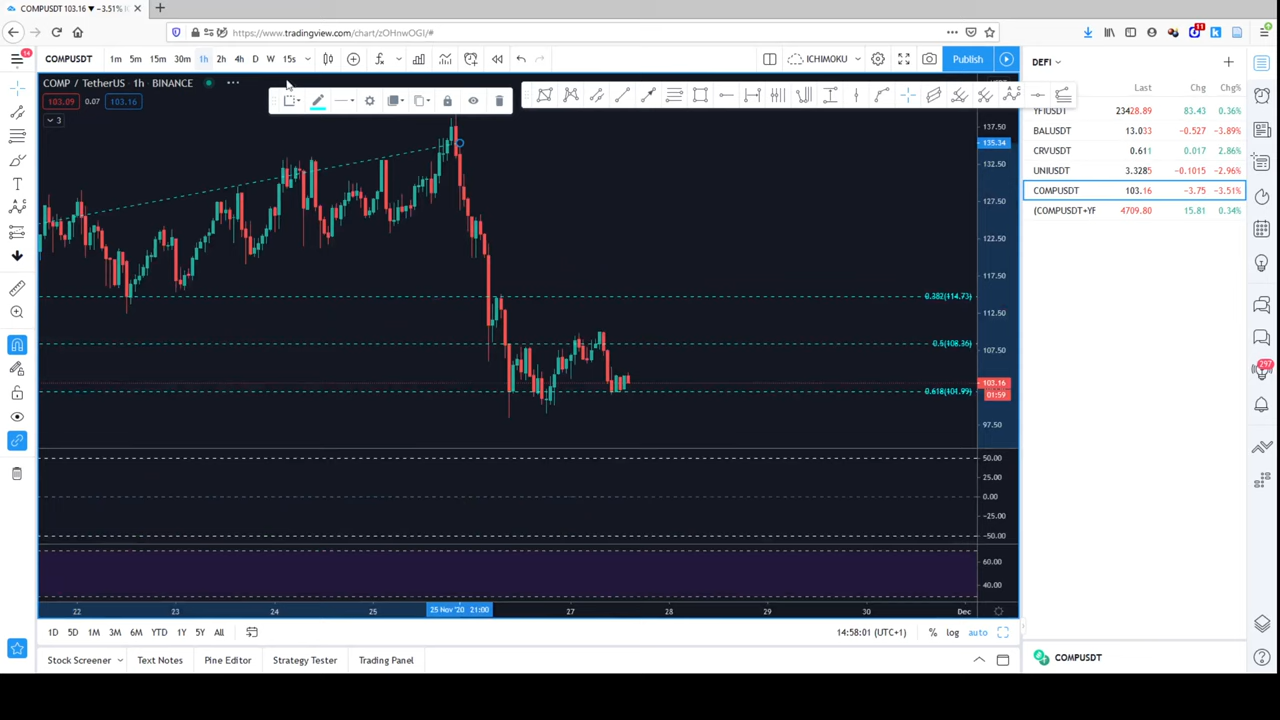 COMPUSDT 103.16 ▼ −3.51%
https://www.tradingview.com/chart/zOHnwOGI/#
11
14
COMPUSDT 1m 5m 15m 30m 1h 2h 4h D W 15s ICHIMOKU Publish
DEFI
COMP / TetherUS · 1h · BINANCE
103.09 0.07 103.16
3
Last Chg Chg%
YFIUSDT 23428.89 83.43 0.36%
BALUSDT 13.033 −0.527 −3.89%
CRVUSDT 0.611 0.017 2.86%
UNIUSDT 3.3285 −0.1015 −2.96%
COMPUSDT 103.16 −3.75 −3.51%
(COMPUSDT+YF 4709.80 15.81 0.34%
137.50
135.34
132.50
127.50
122.50
117.50
0.382(114.73)
112.50
0.5(108.36)
107.50
103.16
01:59
0.618(101.99)
97.50
50.00
25.00
0.00
−25.00
−50.00
60.00
40.00
297
22 23 24 25 25 Nov '20 21:00 27 28 29 30 Dec
1D 5D 1M 3M 6M YTD 1Y 5Y All
14:58:01 (UTC+1) % log auto
Stock Screener Text Notes Pine Editor Strategy Tester Trading Panel
COMPUSDT